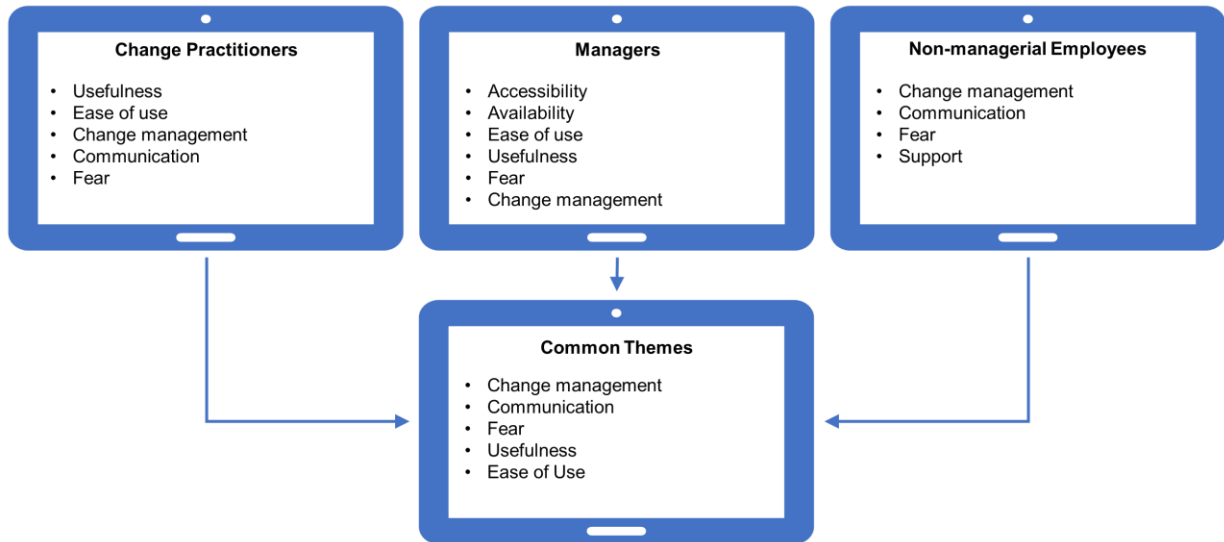 Change Practitioners
• Usefulness
• Ease of use
• Change management
• Communication
• Fear
Managers
• Accessibility
• Availability
• Ease of use
• Usefulness
• Fear
• Change management
Non-managerial Employees
• Change management
• Communication
• Fear
• Support
Common Themes
• Change management
• Communication
• Fear
• Usefulness
• Ease of Use